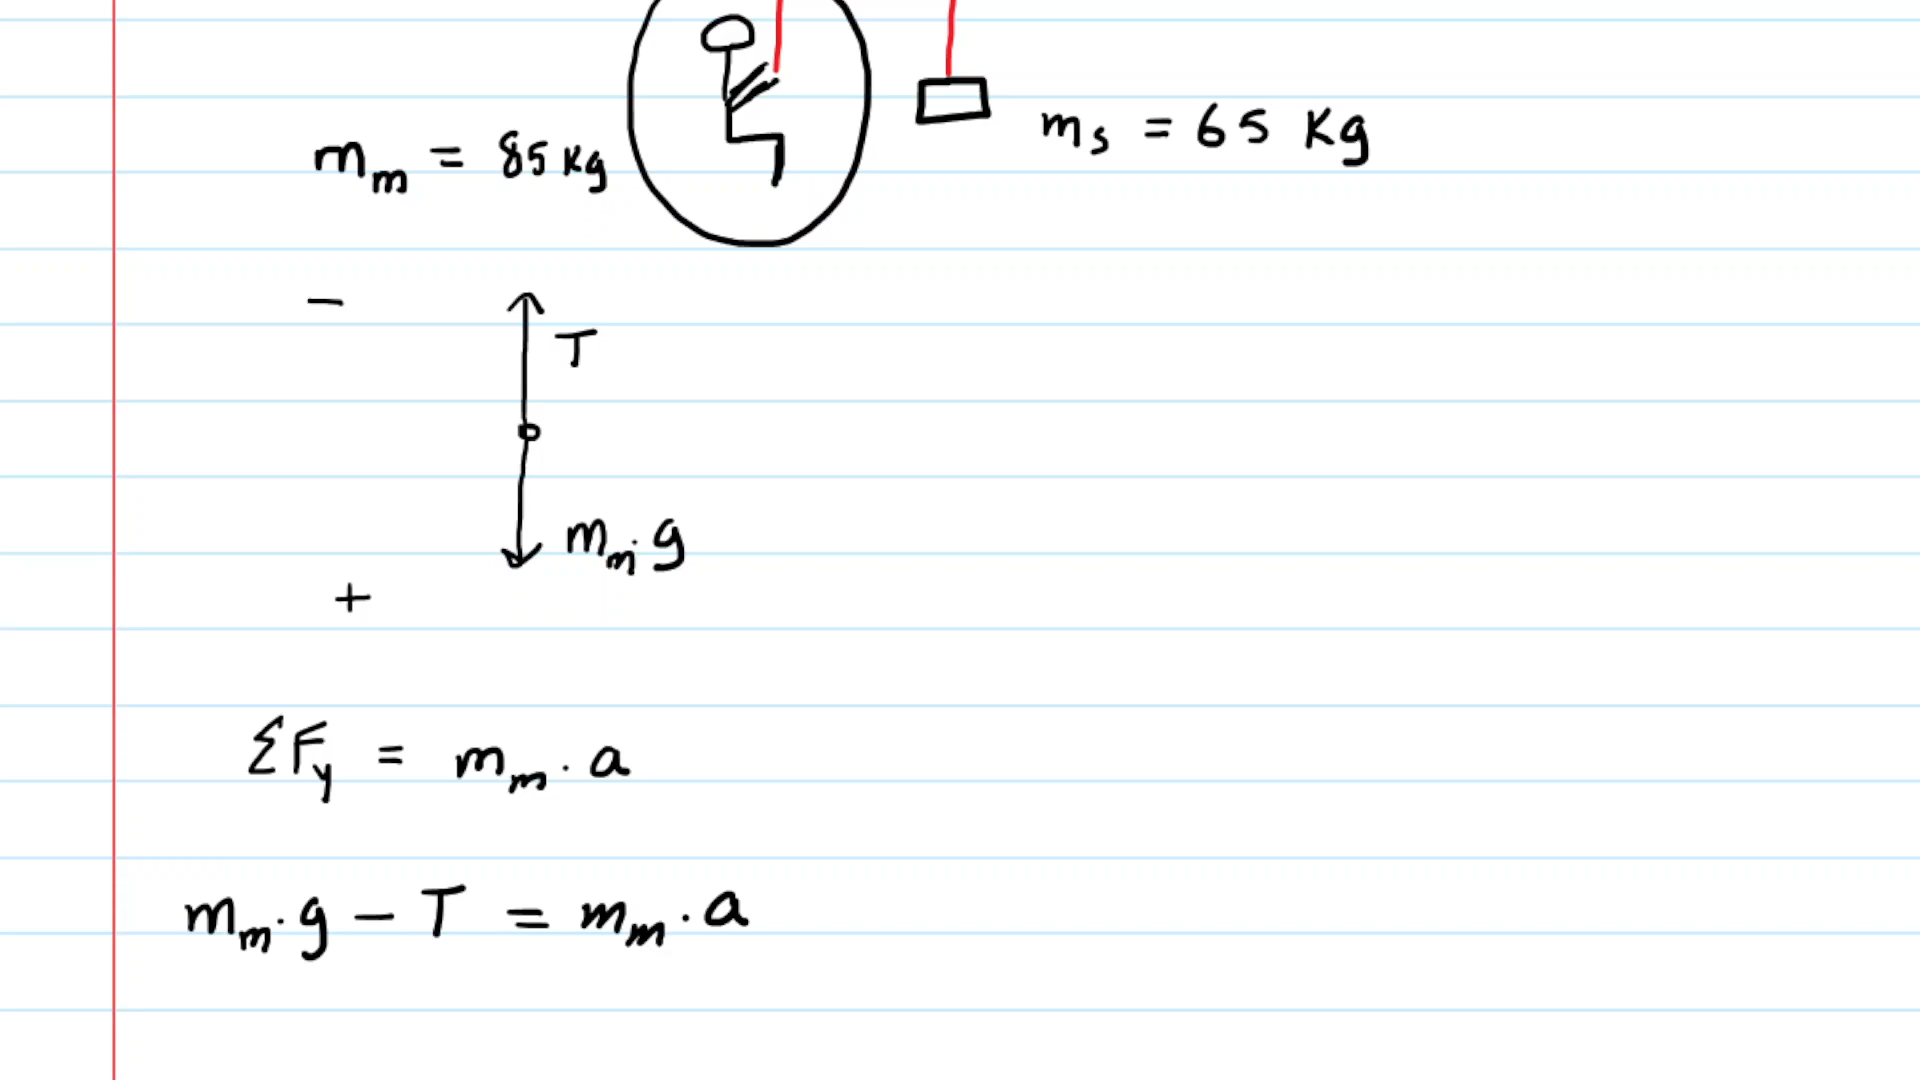 m_m = 85 kg
m_s = 65 Kg
−
T
m_m · g
+
ΣF_y = m_m · a
m_m · g − T = m_m · a